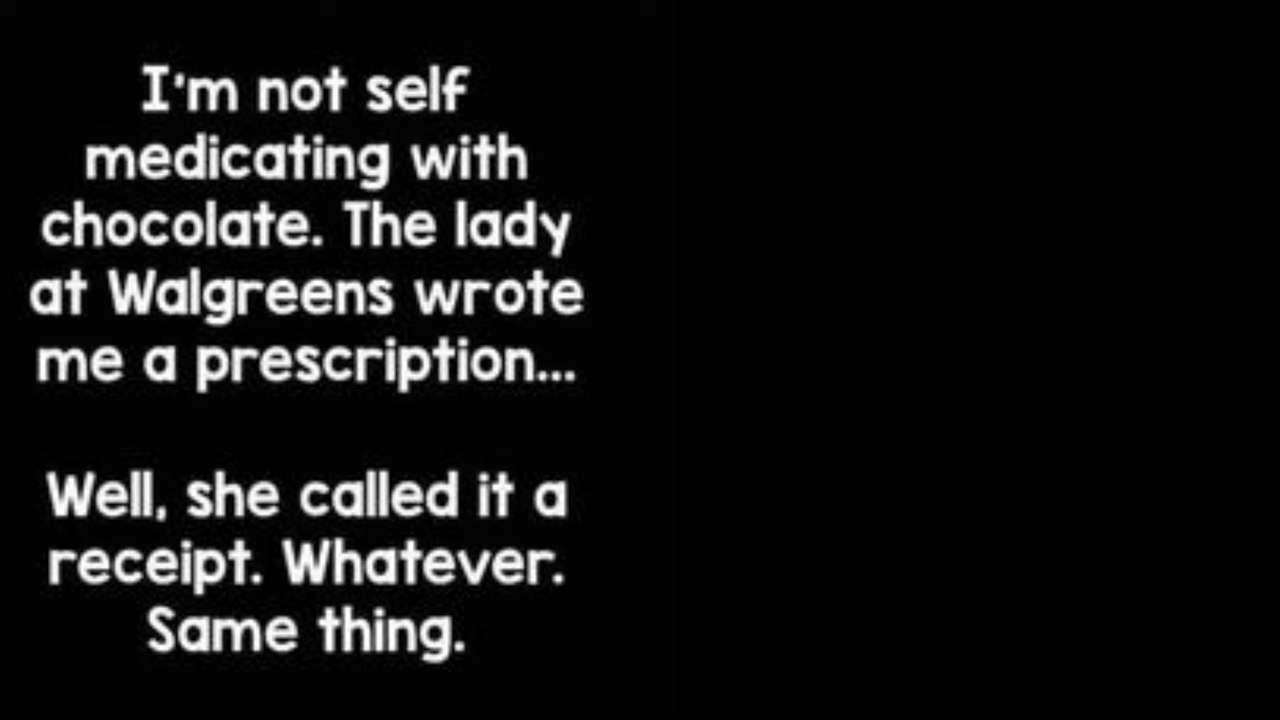 I'm not self
medicating with
chocolate. The lady
at Walgreens wrote
me a prescription...
Well, she called it a
receipt. Whatever.
Same thing.